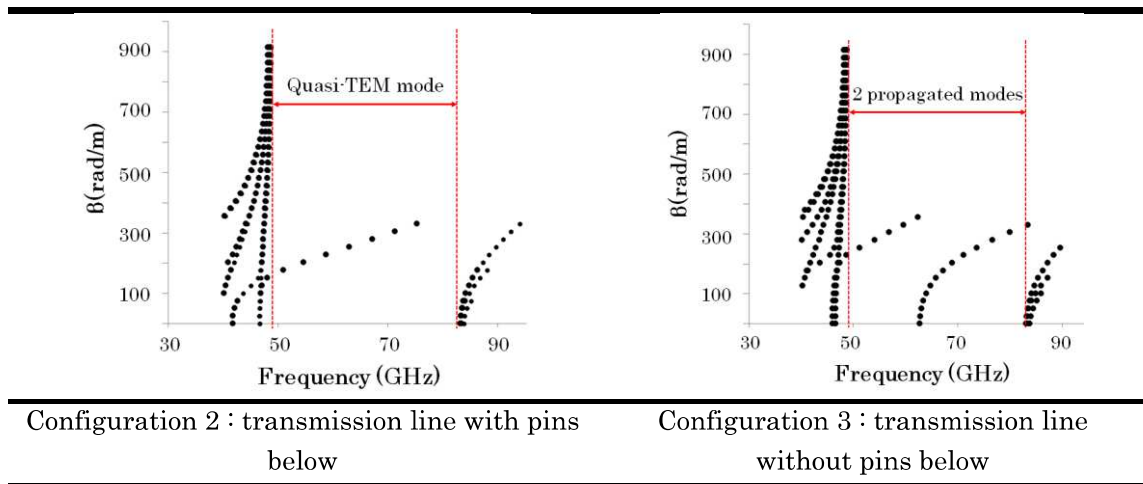 900
700
500
300
100
β(rad/m)
Quasi-TEM mode
30 50 70 90
Frequency (GHz)
900
700
500
300
100
β(rad/m)
2 propagated modes
30 50 70 90
Frequency (GHz)
Configuration 2 : transmission line with pins
below
Configuration 3 : transmission line
without pins below